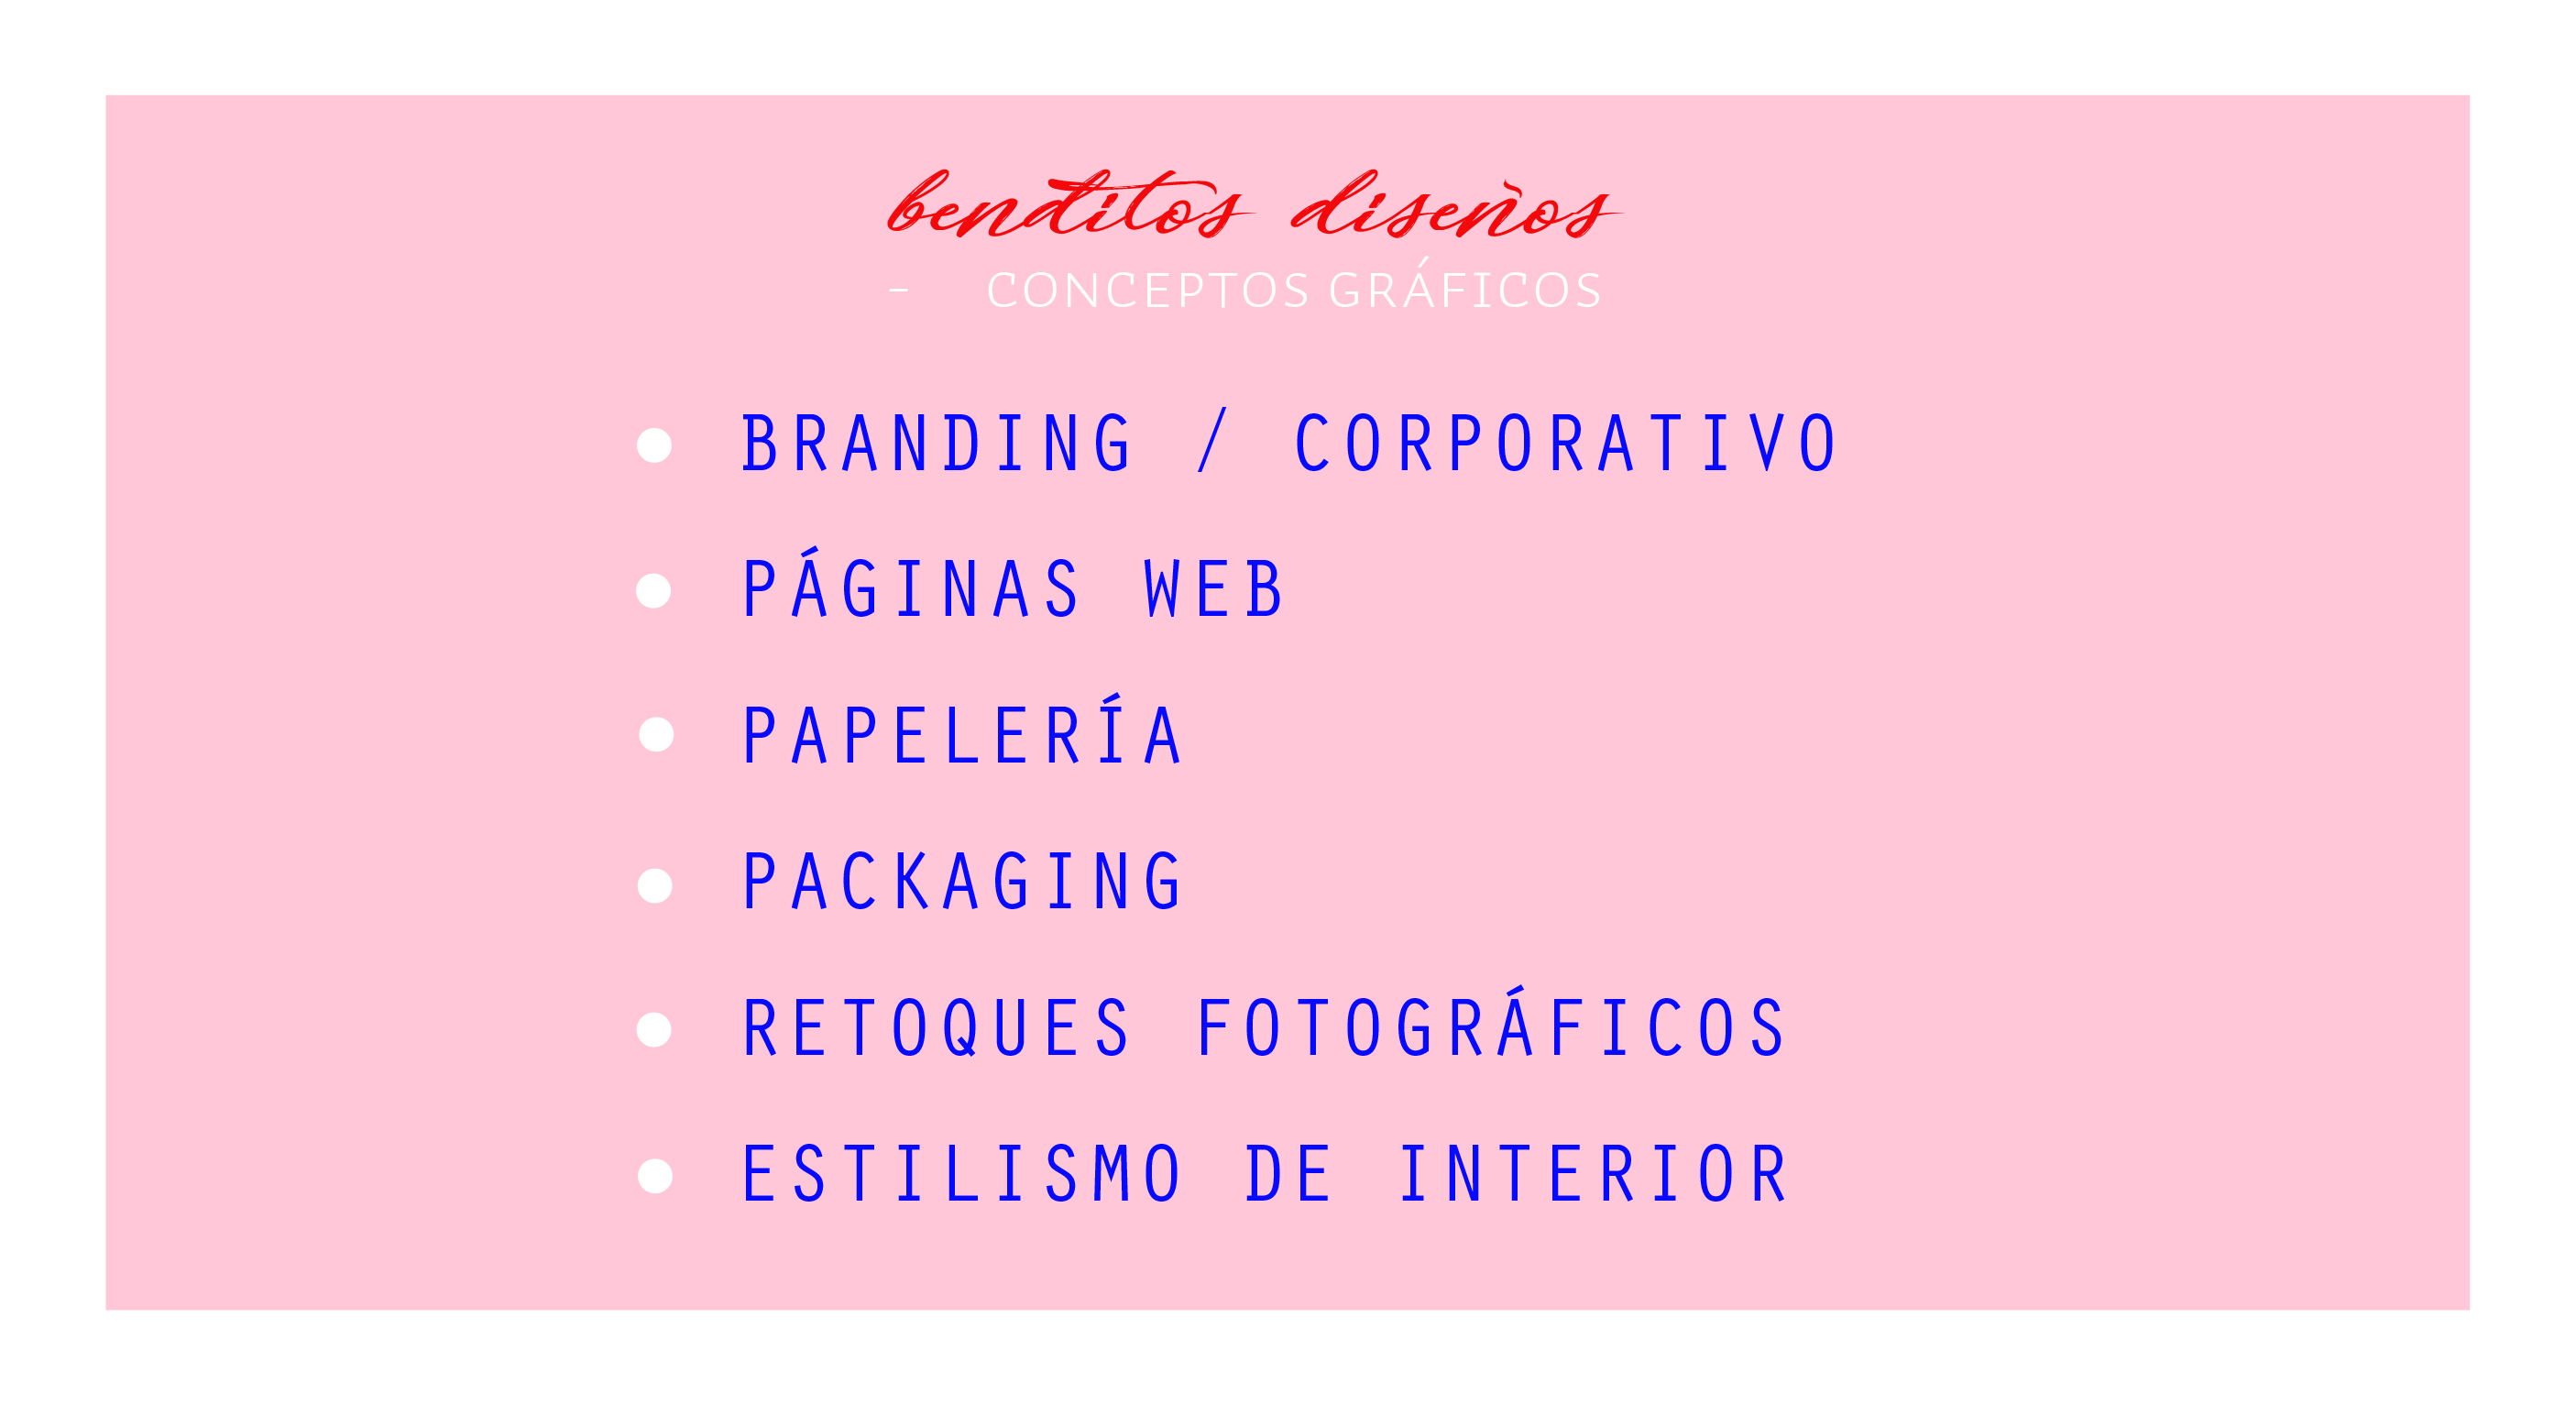 benditos diseños
- CONCEPTOS GRÁFICOS
BRANDING / CORPORATIVO
PÁGINAS WEB
PAPELERÍA
PACKAGING
RETOQUES FOTOGRÁFICOS
ESTILISMO DE INTERIOR